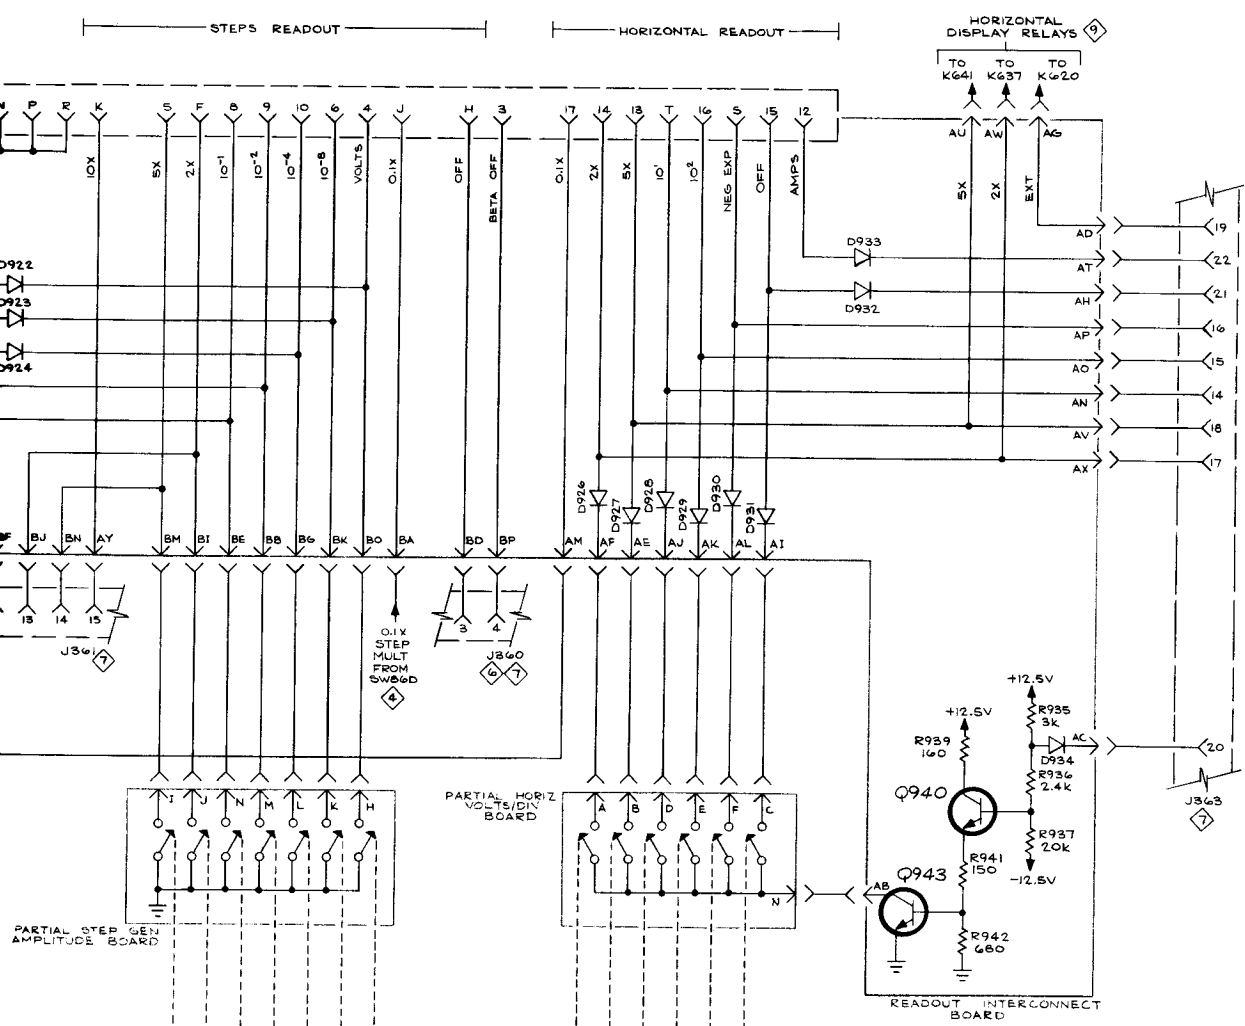 STEPS READOUT
HORIZONTAL READOUT
HORIZONTAL
DISPLAY RELAYS 9
TO K641
TO K637
TO K620
P R K 5 F 8 9 10 6 4 J H 3 17 14 13 T 16 S 15 12
AU AW AG
10X
5X
2X
10-1
10-2
10-4
10-8
VOLTS
0.1X
OFF
BETA OFF
0.1X
2X
5X
10¹
10²
NEG EXP
OFF
AMPS
5X
2X
EXT
AD 19
D933
AT 22
D922
D932
AH 21
D923
AP 16
D924
AO 15
AN 14
AV 18
AX 17
D926
D927
D928
D929
D930
D931
BF BJ BN AY BM BI BE BB BG BK BO BA BD BP AM AF AE AJ AK AL AI
13 14 15
J361 7
0.1X
STEP
MULT
FROM
SW86D
4
3 4
J360
6 7
+12.5V
R935
3K
+12.5V
R939
160
AC
D934
20
R936
2.4K
J363
7
PARTIAL HORIZ
VOLTS/DIV
BOARD
I J N M L K H
A B D E F C
Q940
R937
20K
-12.5V
R941
150
Q943
AB
N
R942
680
PARTIAL STEP GEN
AMPLITUDE BOARD
READOUT INTERCONNECT
BOARD